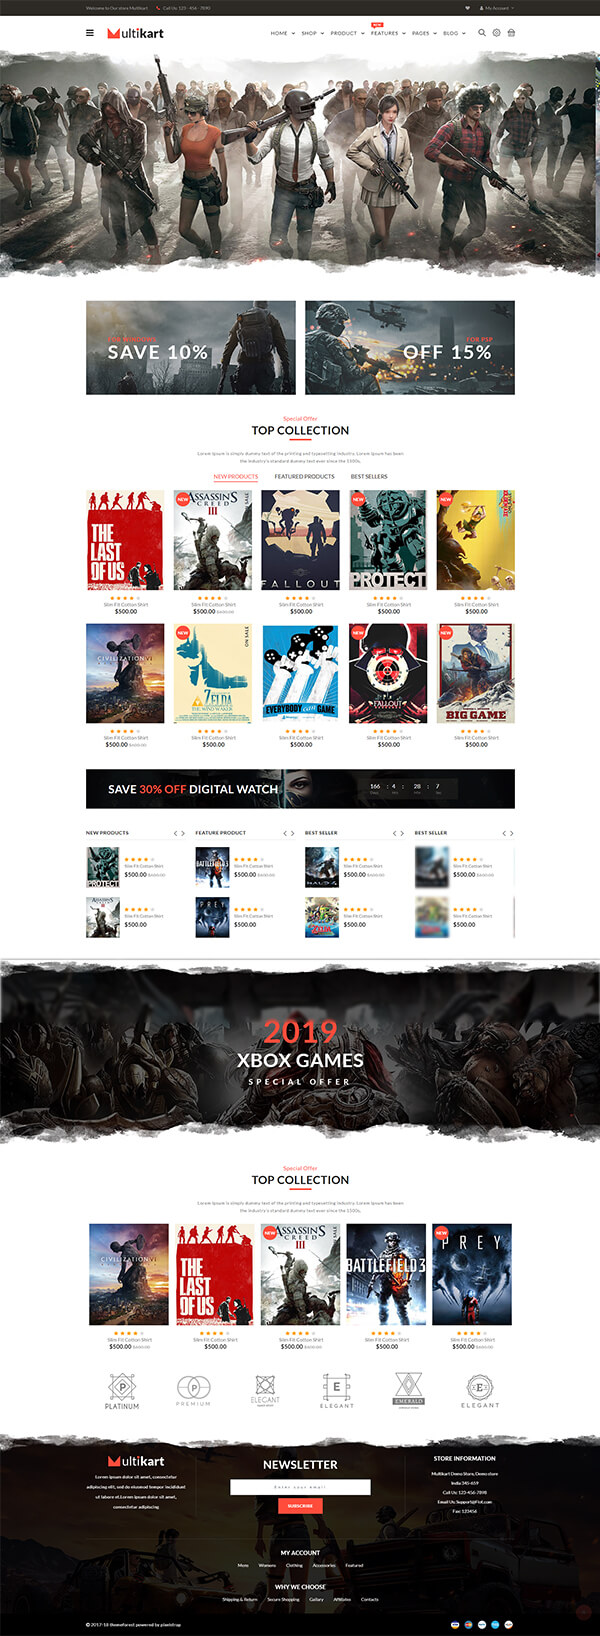 Welcome to Our store Multikart
Call Us: 123 - 456 - 7890
My Account
Multikart
HOME
SHOP
PRODUCT
NEW
FEATURES
PAGES
BLOG
SAVE 10%
FOR PSP
OFF 15%
Special Offer
TOP COLLECTION
Lorem Ipsum is simply dummy text of the printing and typesetting industry. Lorem Ipsum has been
the industry's standard dummy text ever since the 1500s.
NEW PRODUCTS
FEATURED PRODUCTS
BEST SELLERS
THE LAST OF US
NEW
ASSASSIN'S CREED III
FALLOUT
NEW
PROTECT
NEW
Slim Fit Cotton Shirt
$500.00
Slim Fit Cotton Shirt
$500.00 $600.00
Slim Fit Cotton Shirt
$500.00
Slim Fit Cotton Shirt
$500.00
Slim Fit Cotton Shirt
$500.00
CIVILIZATION VI
NEW
ON SALE
ZELDA
THE WIND WAKER
EVERYBODY can GAME
NEW
FALLOUT
NEW
BIG GAME
Slim Fit Cotton Shirt
$500.00 $600.00
Slim Fit Cotton Shirt
$500.00
Slim Fit Cotton Shirt
$500.00
Slim Fit Cotton Shirt
$500.00
Slim Fit Cotton Shirt
$500.00
SAVE 30% OFF DIGITAL WATCH
166 : 4 : 28 : 7
NEW PRODUCTS
FEATURE PRODUCT
BEST SELLER
BEST SELLER
PROTECT
Slim Fit Cotton Shirt
$500.00 $600.00
BATTLEFIELD 3
Slim Fit Cotton Shirt
$500.00
HALO 4
Slim Fit Cotton Shirt
$500.00 $600.00
Slim Fit Cotton Shirt
$500.00 $600.00
ASSASSIN'S CREED III
Slim Fit Cotton Shirt
$500.00
PREY
Slim Fit Cotton Shirt
$500.00
Slim Fit Cotton Shirt
$500.00
Slim Fit Cotton Shirt
$500.00
2019
XBOX GAMES
SPECIAL OFFER
Special Offer
TOP COLLECTION
Lorem Ipsum is simply dummy text of the printing and typesetting industry. Lorem Ipsum has been
the industry's standard dummy text ever since the 1500s.
CIVILIZATION VI
THE LAST OF US
NEW
ASSASSIN'S CREED III
BATTLEFIELD 3
NEW
PREY
Slim Fit Cotton Shirt
$500.00 $600.00
Slim Fit Cotton Shirt
$500.00
Slim Fit Cotton Shirt
$500.00 $600.00
Slim Fit Cotton Shirt
$500.00
Slim Fit Cotton Shirt
$500.00 $600.00
P
PLATINUM
P
PREMIUM
ELEGANT
E
ELEGANT
EMERALD
E
ELEGANT
Multikart
Lorem ipsum dolor sit amet, consectetur
adipiscing elit, sed do eiusmod tempor incididunt
ut labore et.Lorem ipsum dolor sit amet,
consectetur adipiscing
NEWSLETTER
Enter your email
SUBSCRIBE
STORE INFORMATION
Multikart Demo Store, Demo store
India 345-659
Call Us: 123-456-7898
Email Us: Support@Fiot.com
Fax: 123456
MY ACCOUNT
Mens
Womens
Clothing
Accessories
Featured
WHY WE CHOOSE
Shipping & Return
Secure Shopping
Gallary
Affiliates
Contacts
© 2017-18 themeforest powered by pixelstrap